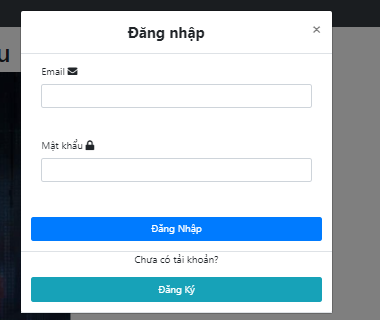 u
Đăng nhập
×
Email
Mật khẩu
Đăng Nhập
Chưa có tải khoản?
Đăng Ký